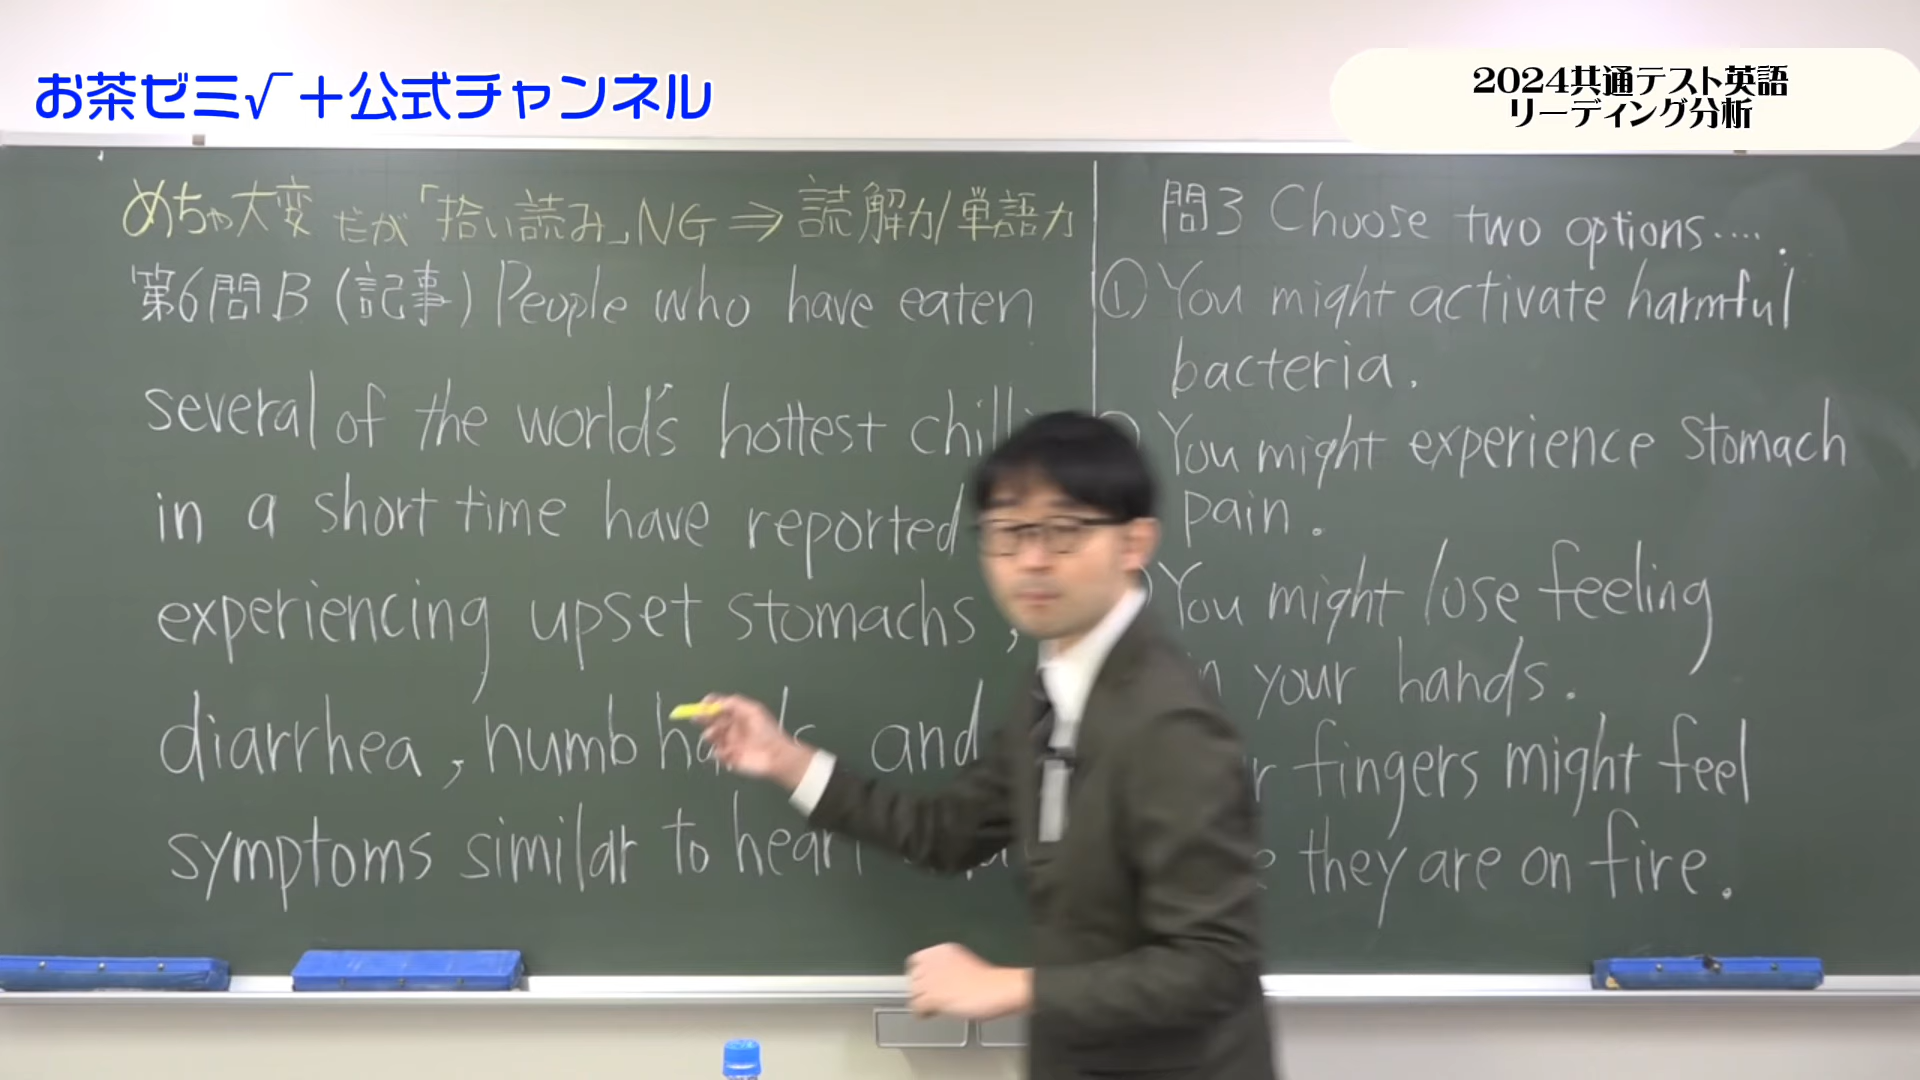 お茶ゼミ√+公式チャンネル
2024共通テスト英語
リーディング分析
めちゃ大変だが「拾い読み」NG⇒読解力/単語力
第6問B(記事)People who have eaten
several of the world's hottest
in a short time have reported
experiencing upset stomachs,
diarrhea, numb and
symptoms similar to
問3 Choose two options.....
① You might activate harmful
bacteria.
You might experience stomach
pain.
You might lose feeling
your hands.
fingers might feel
they are on fire.